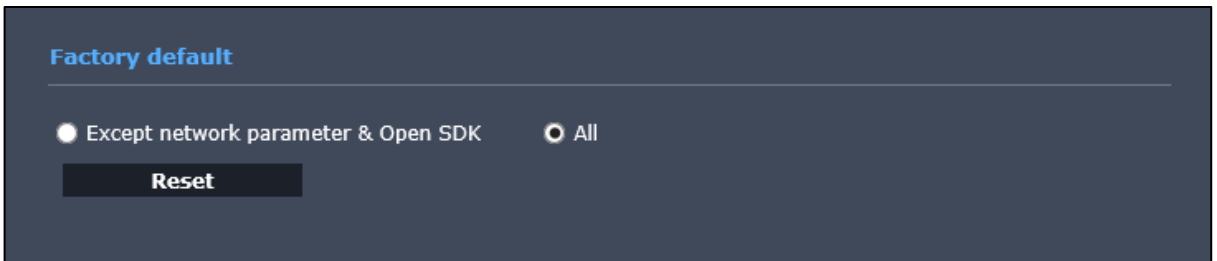 Factory default
Except network parameter & Open SDK All
Reset